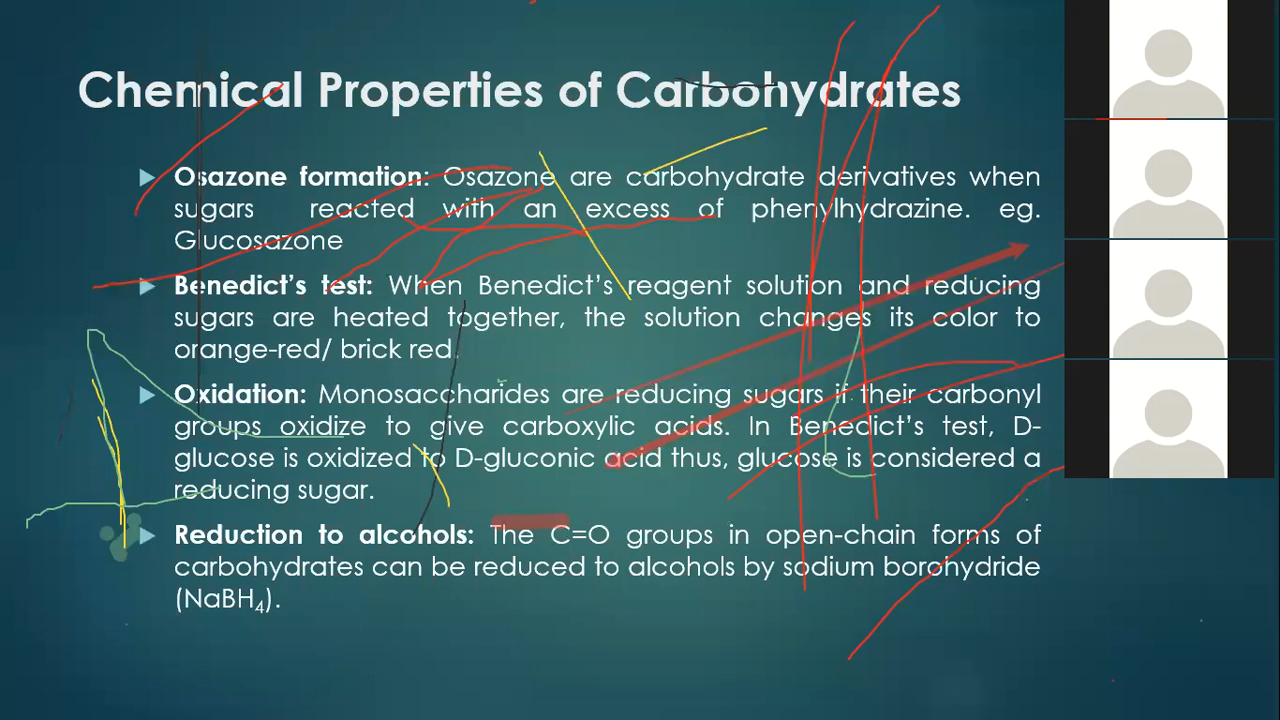 Chemical Properties of Carbohydrates
Osazone formation: Osazone are carbohydrate derivatives when
sugars reacted with an excess of phenylhydrazine. eg.
Glucosazone
Benedict's test: When Benedict's reagent solution and reducing
sugars are heated together, the solution changes its color to
orange-red/ brick red.
Oxidation: Monosaccharides are reducing sugars if their carbonyl
groups oxidize to give carboxylic acids. In Benedict's test, D-
glucose is oxidized to D-gluconic acid thus, glucose is considered a
reducing sugar.
Reduction to alcohols: The C=O groups in open-chain forms of
carbohydrates can be reduced to alcohols by sodium borohydride
(NaBH₄).